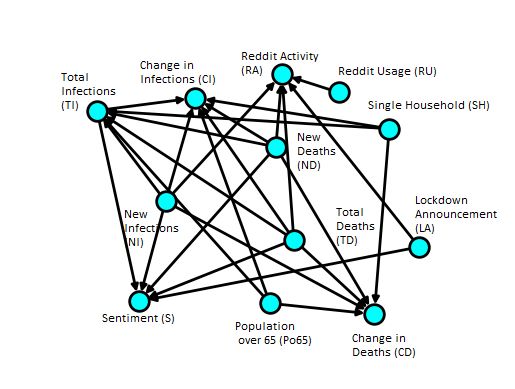 Reddit Activity
(RA)
Change in
Infections (CI)
Reddit Usage (RU)
Total
Infections
(TI)
Single Household (SH)
New
Deaths
(ND)
Lockdown
Announcement
(LA)
New
Infections
(NI)
Total
Deaths
(TD)
Sentiment (S)
Population
over 65 (Po65)
Change in
Deaths (CD)